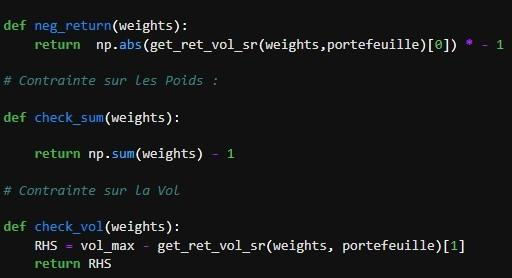 def neg_return(weights):
    return  np.abs(get_ret_vol_sr(weights,portefeuille)[0]) * - 1
# Contrainte sur les Poids :
def check_sum(weights):
    return np.sum(weights) - 1
# Contrainte sur la Vol
def check_vol(weights):
    RHS = vol_max - get_ret_vol_sr(weights, portefeuille)[1]
    return RHS